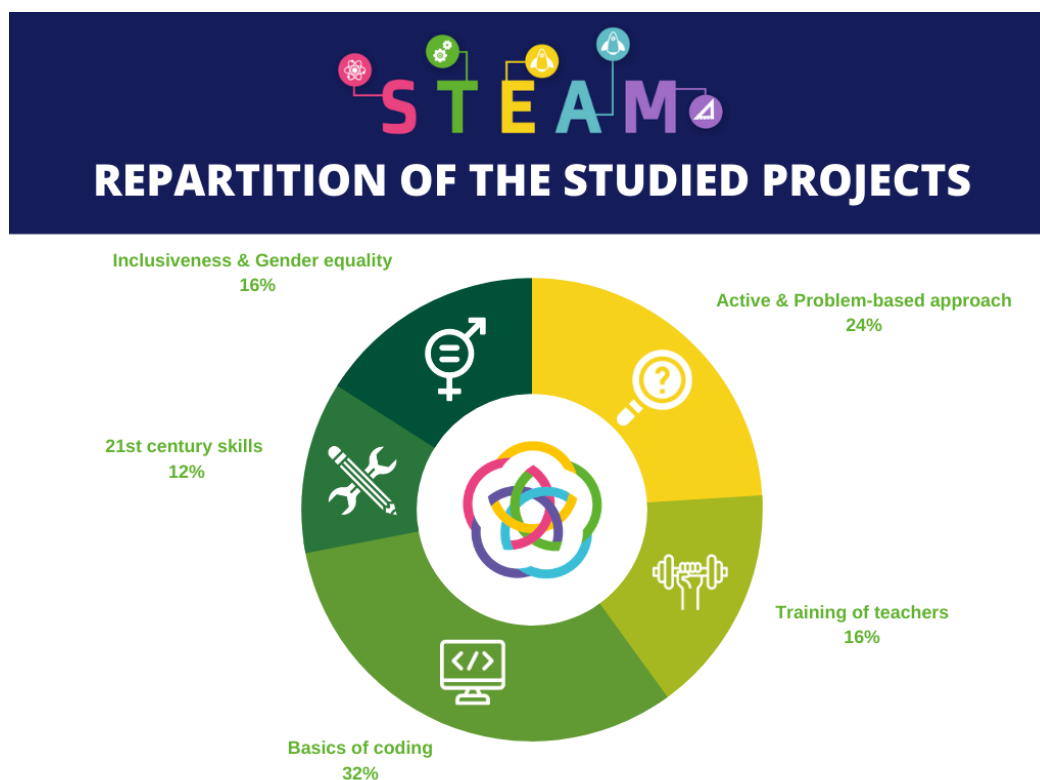 STEAM
REPARTITION OF THE STUDIED PROJECTS
Inclusiveness & Gender equality
16%
Active & Problem-based approach
24%
21st century skills
12%
?
Training of teachers
16%
</>
Basics of coding
32%